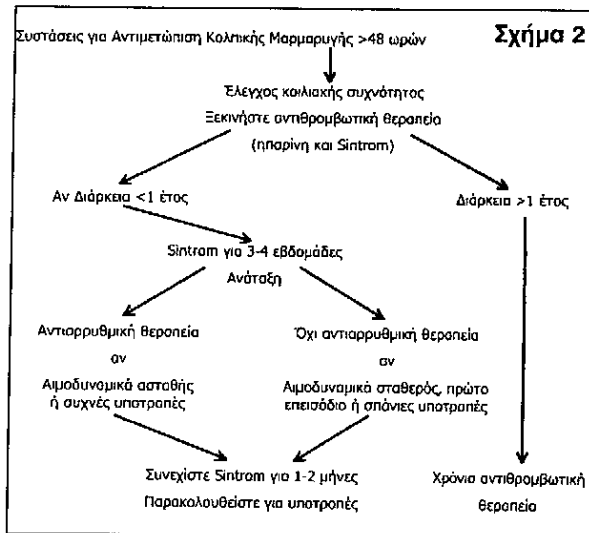 Σχήμα 2
Συστάσεις για Αντιμετώπιση Κολπικής Μαρμαρυγής >48 ωρών
Έλεγχος κοιλιακής συχνότητος
Ξεκινήστε αντιθρομβωτική θεραπεία
(ηπαρίνη και Sintrom)
Αν Διάρκεια <1 έτος
Διάρκεια >1 έτος
Sintrom για 3-4 εβδομάδες
Ανάταξη
Αντιαρρυθμική θεραπεία
αν
Αιμοδυναμικά ασταθής
ή συχνές υποτροπές
Όχι αντιαρρυθμική θεραπεία
αν
Αιμοδυναμικά σταθερός, πρώτο
επεισόδιο ή σπάνιες υποτροπές
Συνεχίστε Sintrom για 1-2 μήνες
Παρακολουθείστε για υποτροπές
Χρόνια αντιθρομβωτική
θεραπεία